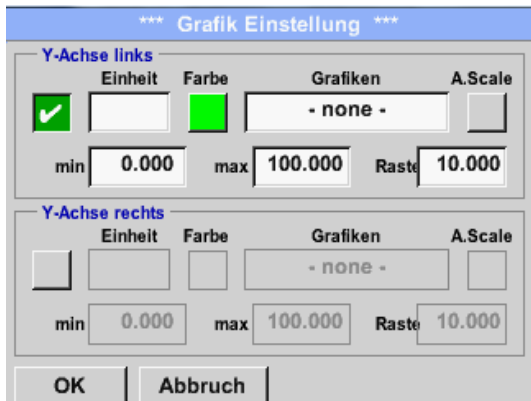 *** Grafik Einstellung ***
Y-Achse links
Einheit Farbe Grafiken A.Scale
- none -
min 0.000 max 100.000 Raste 10.000
Y-Achse rechts
Einheit Farbe Grafiken A.Scale
- none -
min 0.000 max 100.000 Raste 10.000
OK Abbruch